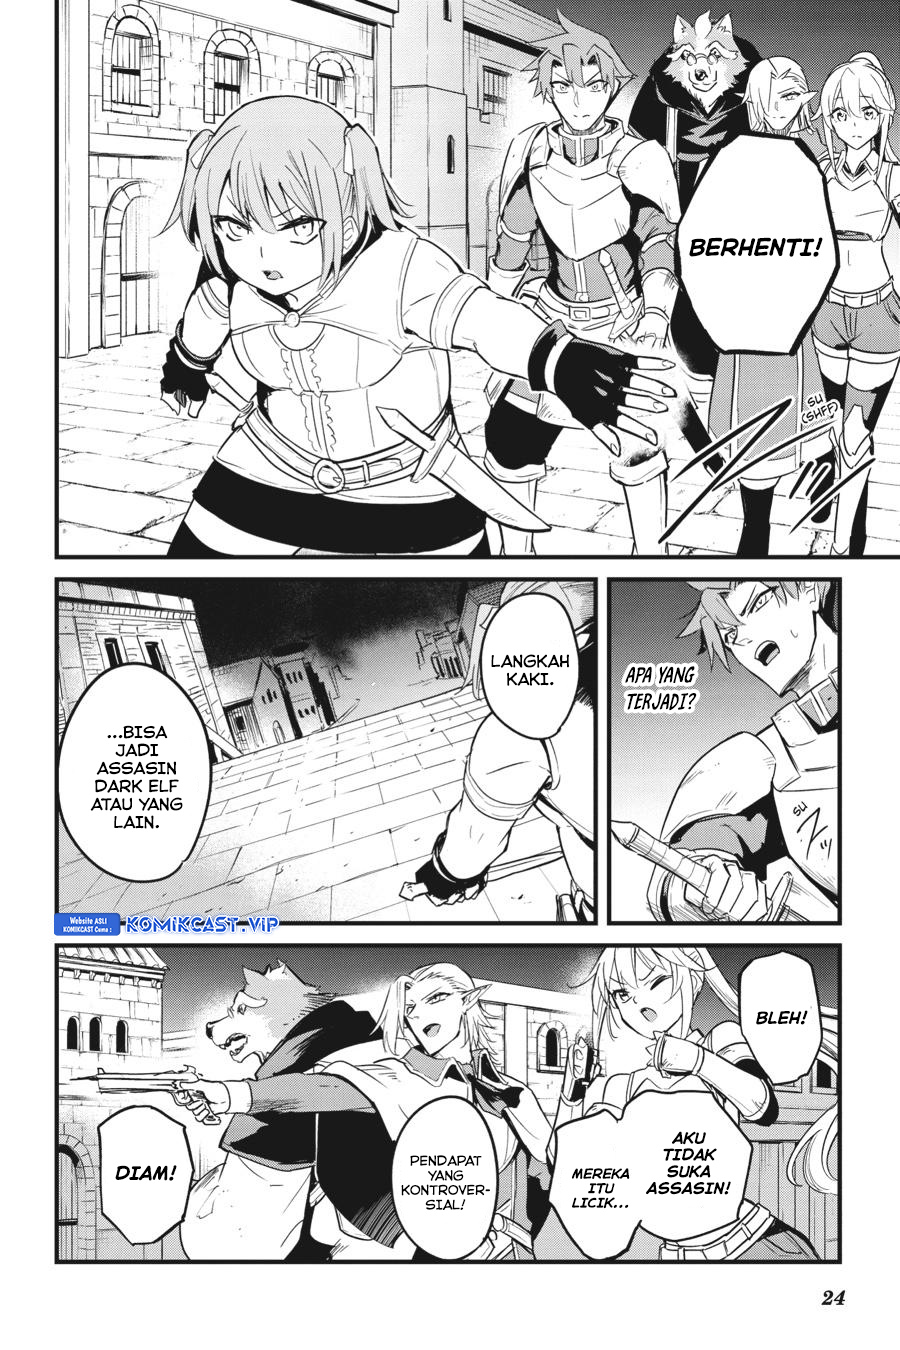 BERHENTI!
SU
(SHFF)
APA YANG
TERJADI?
SU
LANGKAH
KAKI.
...BISA
JADI
ASSASIN
DARK ELF
ATAU YANG
LAIN.
Website ASLI
KOMIKCAST Cuma :
KOMIKCAST.VIP
BLEH!
AKU
TIDAK
SUKA
ASSASIN!
MEREKA
ITU
LICIK...
PENDAPAT
YANG
KONTROVER-
SIAL!
DIAM!
24